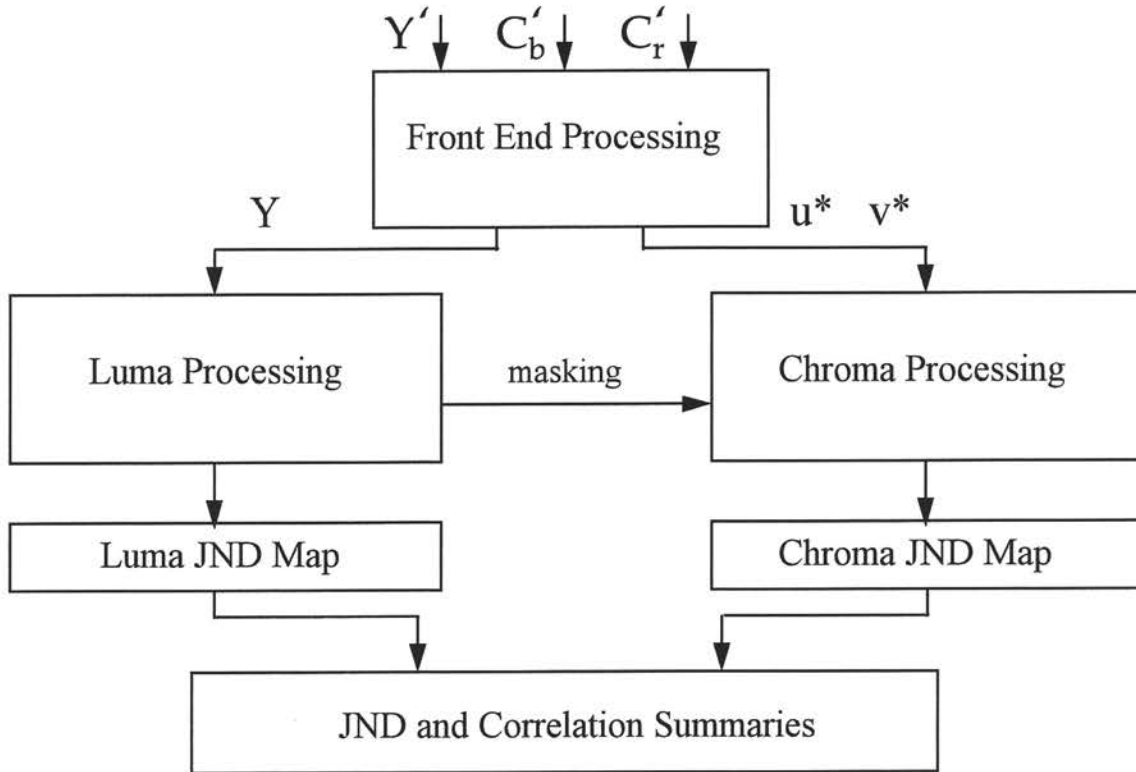 Y′ C′b C′r
Front End Processing
Y
u* v*
Luma Processing
masking
Chroma Processing
Luma JND Map
Chroma JND Map
JND and Correlation Summaries